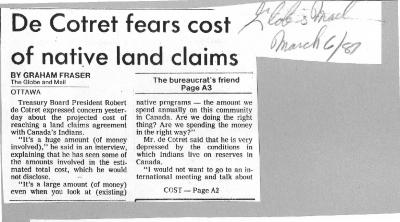 De Cotret fears cost
of native land claims
Globe & Mail
March 6/87
BY GRAHAM FRASER
The Globe and Mail
OTTAWA
Treasury Board President Robert
de Cotret expressed concern yester-
day about the projected cost of
reaching a land claims agreement
with Canada's Indians.
"It's a huge amount (of money
involved)," he said in an interview,
explaining that he has seen some of
the amounts involved in the esti-
mated total cost, which he would
not disclose.
"It's a large amount (of money)
even when you look at (existing)
The bureaucrat's friend
Page A3
native programs — the amount we
spend annually on this community
in Canada. Are we doing the right
thing? Are we spending the money
in the right way?"
Mr. de Cotret said that he is very
depressed by the conditions in
which Indians live on reserves in
Canada.
"I would not want to go to an in-
ternational meeting and talk about
COST — Page A2